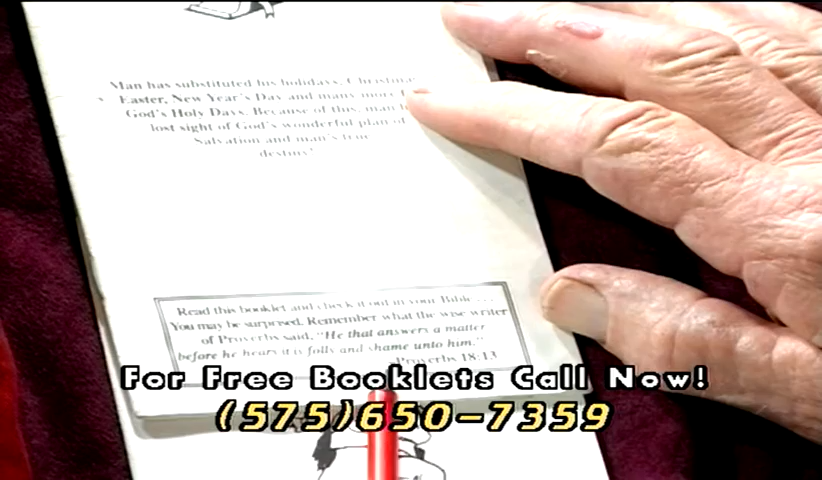 Man has substituted his holidays, Christmas
Easter, New Year's Day and many more
God's Holy Days. Because of this, man
lost sight of God's wonderful plan of
Salvation and man's true
destiny
Read this booklet and check it out in your Bible . . .
You may be surprised. Remember what the wise writer
of Proverbs said, "He that answers a matter
before he hears it is folly and shame unto him."
Proverbs 18:13
For Free Booklets Call Now!
(575)650-7359